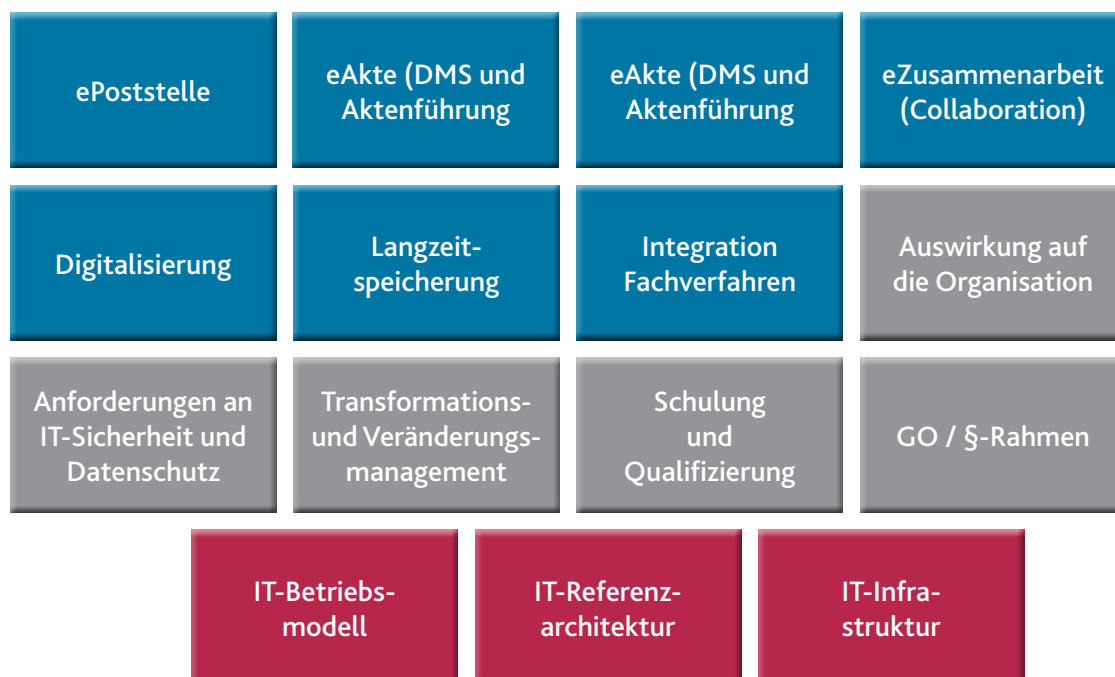 ePoststelle
eAkte (DMS und
Aktenführung
eAkte (DMS und
Aktenführung
eZusammenarbeit
(Collaboration)
Digitalisierung
Langzeit-
speicherung
Integration
Fachverfahren
Auswirkung auf
die Organisation
Anforderungen an
IT-Sicherheit und
Datenschutz
Transformations-
und Veränderungs-
management
Schulung
und
Qualifizierung
GO / §-Rahmen
IT-Betriebs-
modell
IT-Referenz-
architektur
IT-Infra-
struktur